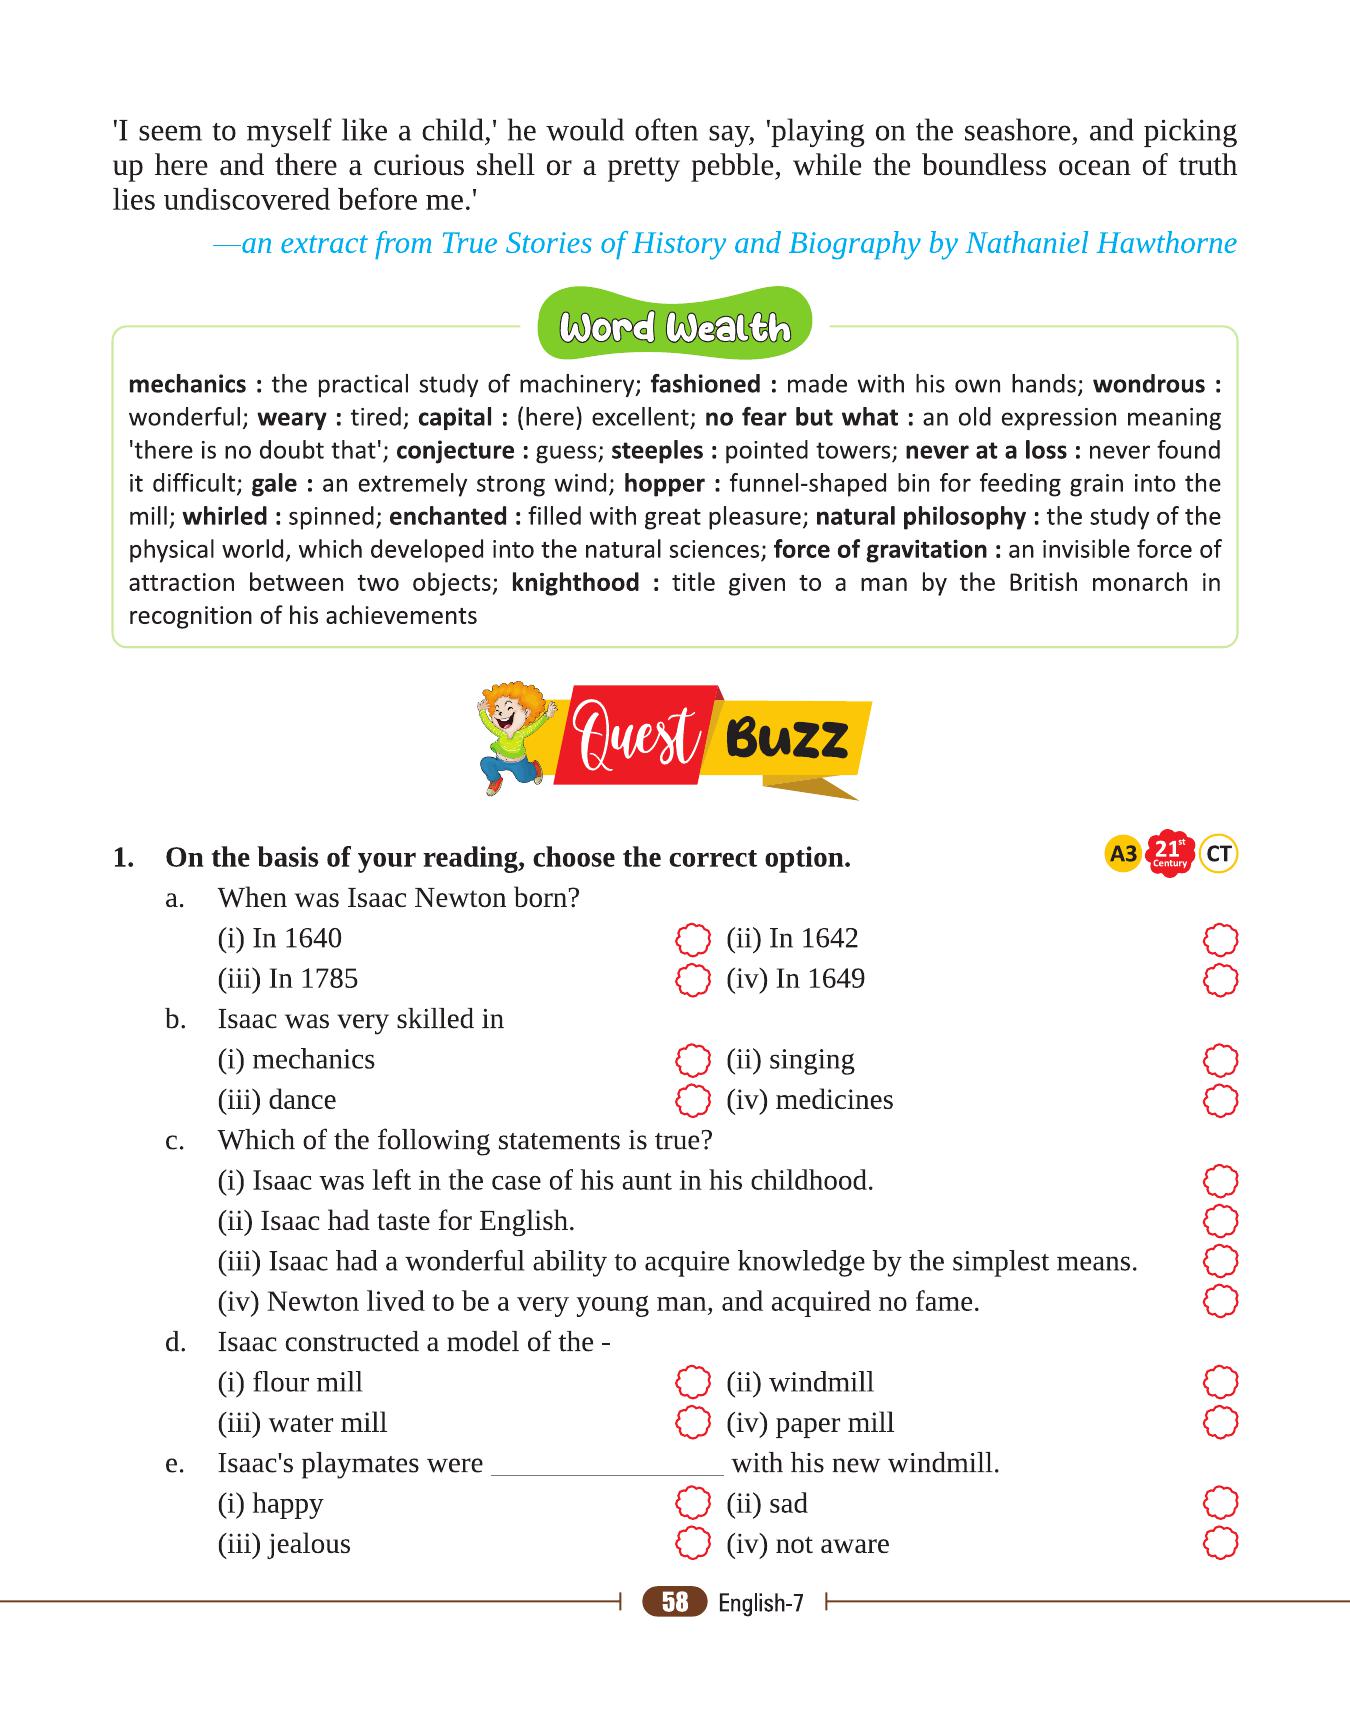 'I seem to myself like a child,' he would often say, 'playing on the seashore, and picking
up here and there a curious shell or a pretty pebble, while the boundless ocean of truth
lies undiscovered before me.'
—an extract from True Stories of History and Biography by Nathaniel Hawthorne
Word Wealth
mechanics : the practical study of machinery; fashioned : made with his own hands; wondrous :
wonderful; weary : tired; capital : (here) excellent; no fear but what : an old expression meaning
'there is no doubt that'; conjecture : guess; steeples : pointed towers; never at a loss : never found
it difficult; gale : an extremely strong wind; hopper : funnel-shaped bin for feeding grain into the
mill; whirled : spinned; enchanted : filled with great pleasure; natural philosophy : the study of the
physical world, which developed into the natural sciences; force of gravitation : an invisible force of
attraction between two objects; knighthood : title given to a man by the British monarch in
recognition of his achievements
Quest Buzz
1. On the basis of your reading, choose the correct option. A3 21st Century CT
a. When was Isaac Newton born?
(i) In 1640 (ii) In 1642
(iii) In 1785 (iv) In 1649
b. Isaac was very skilled in
(i) mechanics (ii) singing
(iii) dance (iv) medicines
c. Which of the following statements is true?
(i) Isaac was left in the case of his aunt in his childhood.
(ii) Isaac had taste for English.
(iii) Isaac had a wonderful ability to acquire knowledge by the simplest means.
(iv) Newton lived to be a very young man, and acquired no fame.
d. Isaac constructed a model of the -
(i) flour mill (ii) windmill
(iii) water mill (iv) paper mill
e. Isaac's playmates were ________________ with his new windmill.
(i) happy (ii) sad
(iii) jealous (iv) not aware
58 English-7